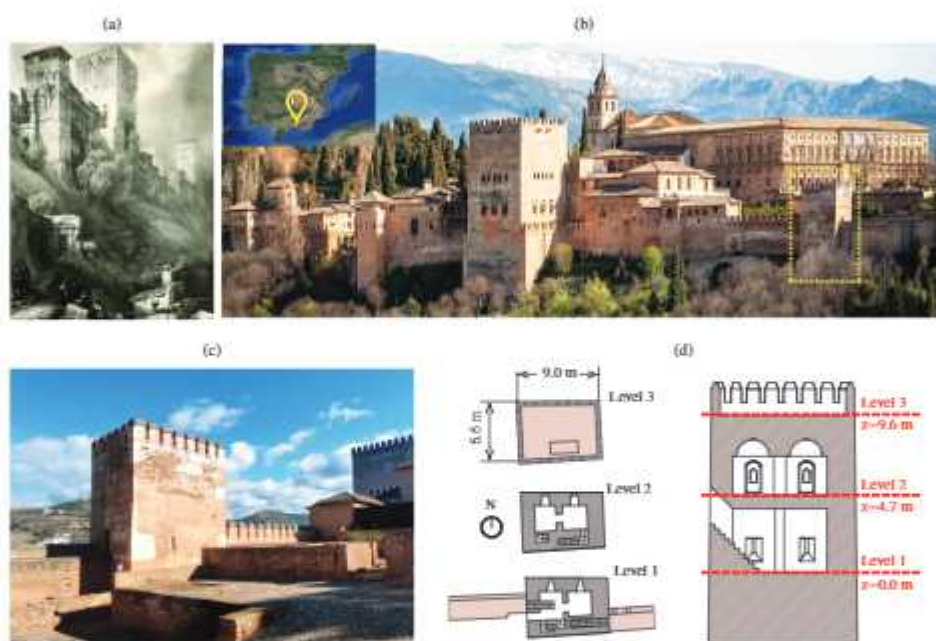 (a)
(b)
(c)
(d)
9.0 m
Level 3
6.6 m
Level 2
N
Level 1
Level 3
z=9.6 m
Level 2
z=4.7 m
Level 1
z=0.0 m